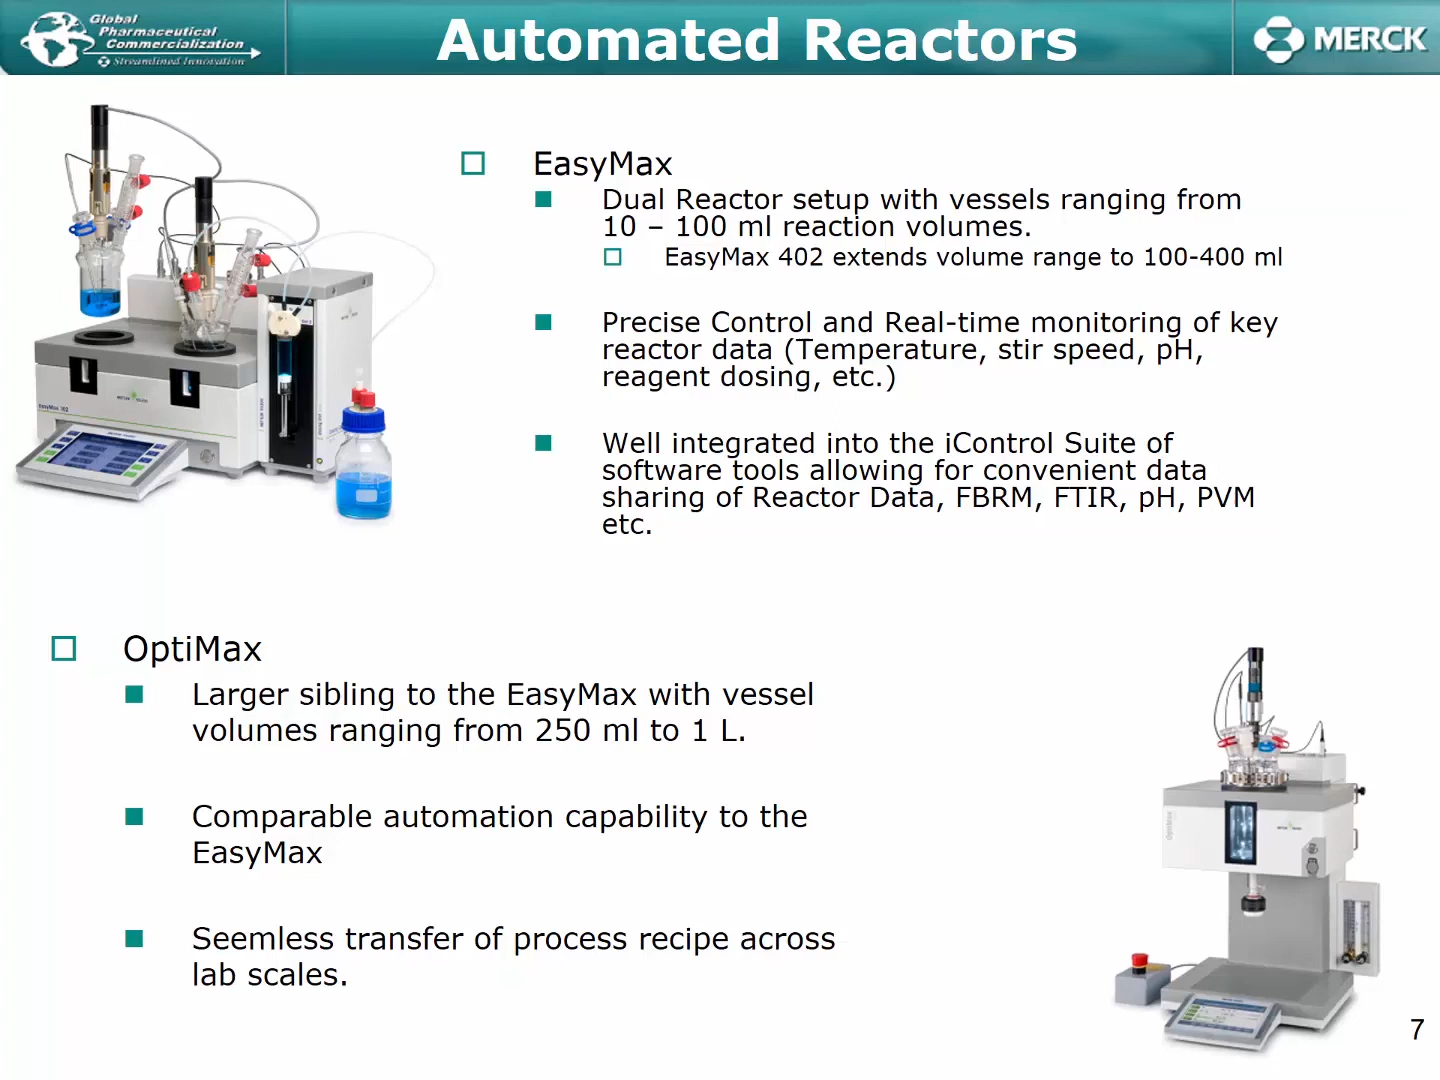 Global
Pharmaceutical
Commercialization
Streamlined Innovation
Automated Reactors
MERCK
EasyMax
Dual Reactor setup with vessels ranging from
10 – 100 ml reaction volumes.
EasyMax 402 extends volume range to 100-400 ml
Precise Control and Real-time monitoring of key
reactor data (Temperature, stir speed, pH,
reagent dosing, etc.)
Well integrated into the iControl Suite of
software tools allowing for convenient data
sharing of Reactor Data, FBRM, FTIR, pH, PVM
etc.
EasyMax 102
OptiMax
Larger sibling to the EasyMax with vessel
volumes ranging from 250 ml to 1 L.
Comparable automation capability to the
EasyMax
Seemless transfer of process recipe across
lab scales.
OptiMax
7